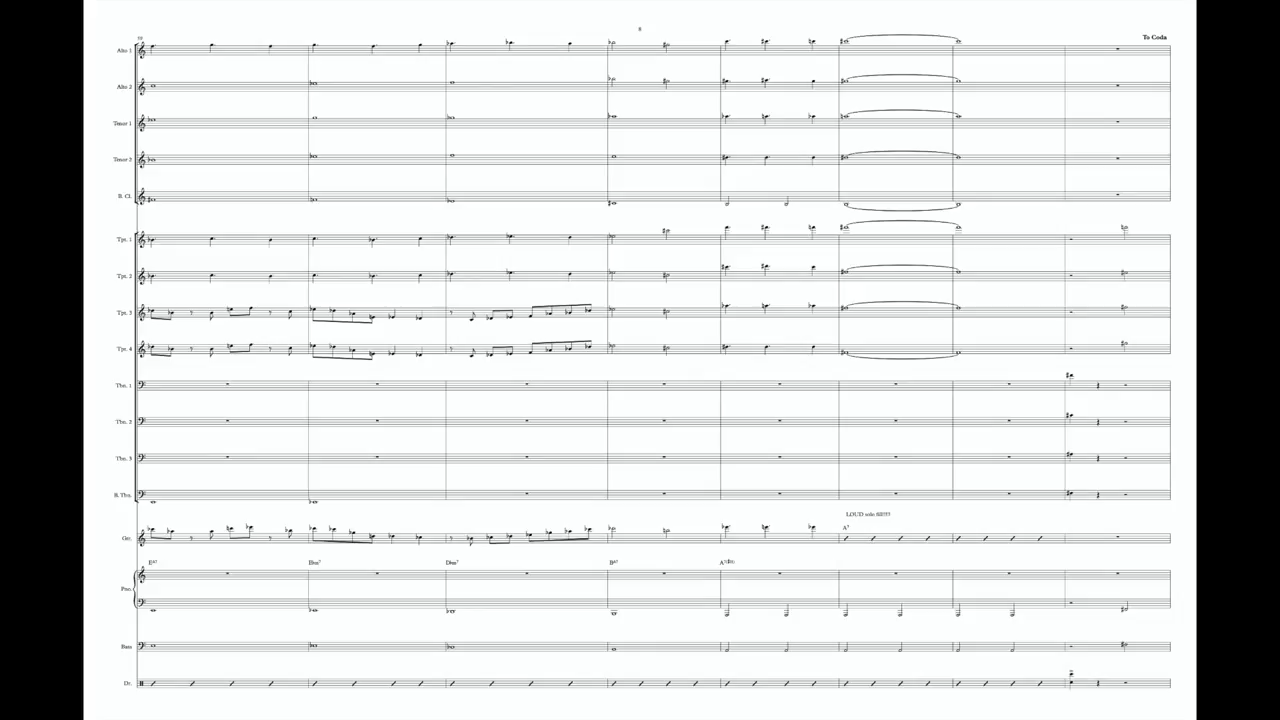 8
To Coda
Alto 1
Alto 2
Tenor 1
Tenor 2
B. Cl.
Tpt. 1
Tpt. 2
Tpt. 3
Tpt. 4
Tbn. 1
Tbn. 2
Tbn. 3
B. Tbn.
LOUD solo fill!!!!
A7
Gtr.
Pno.
Bass
Dr.